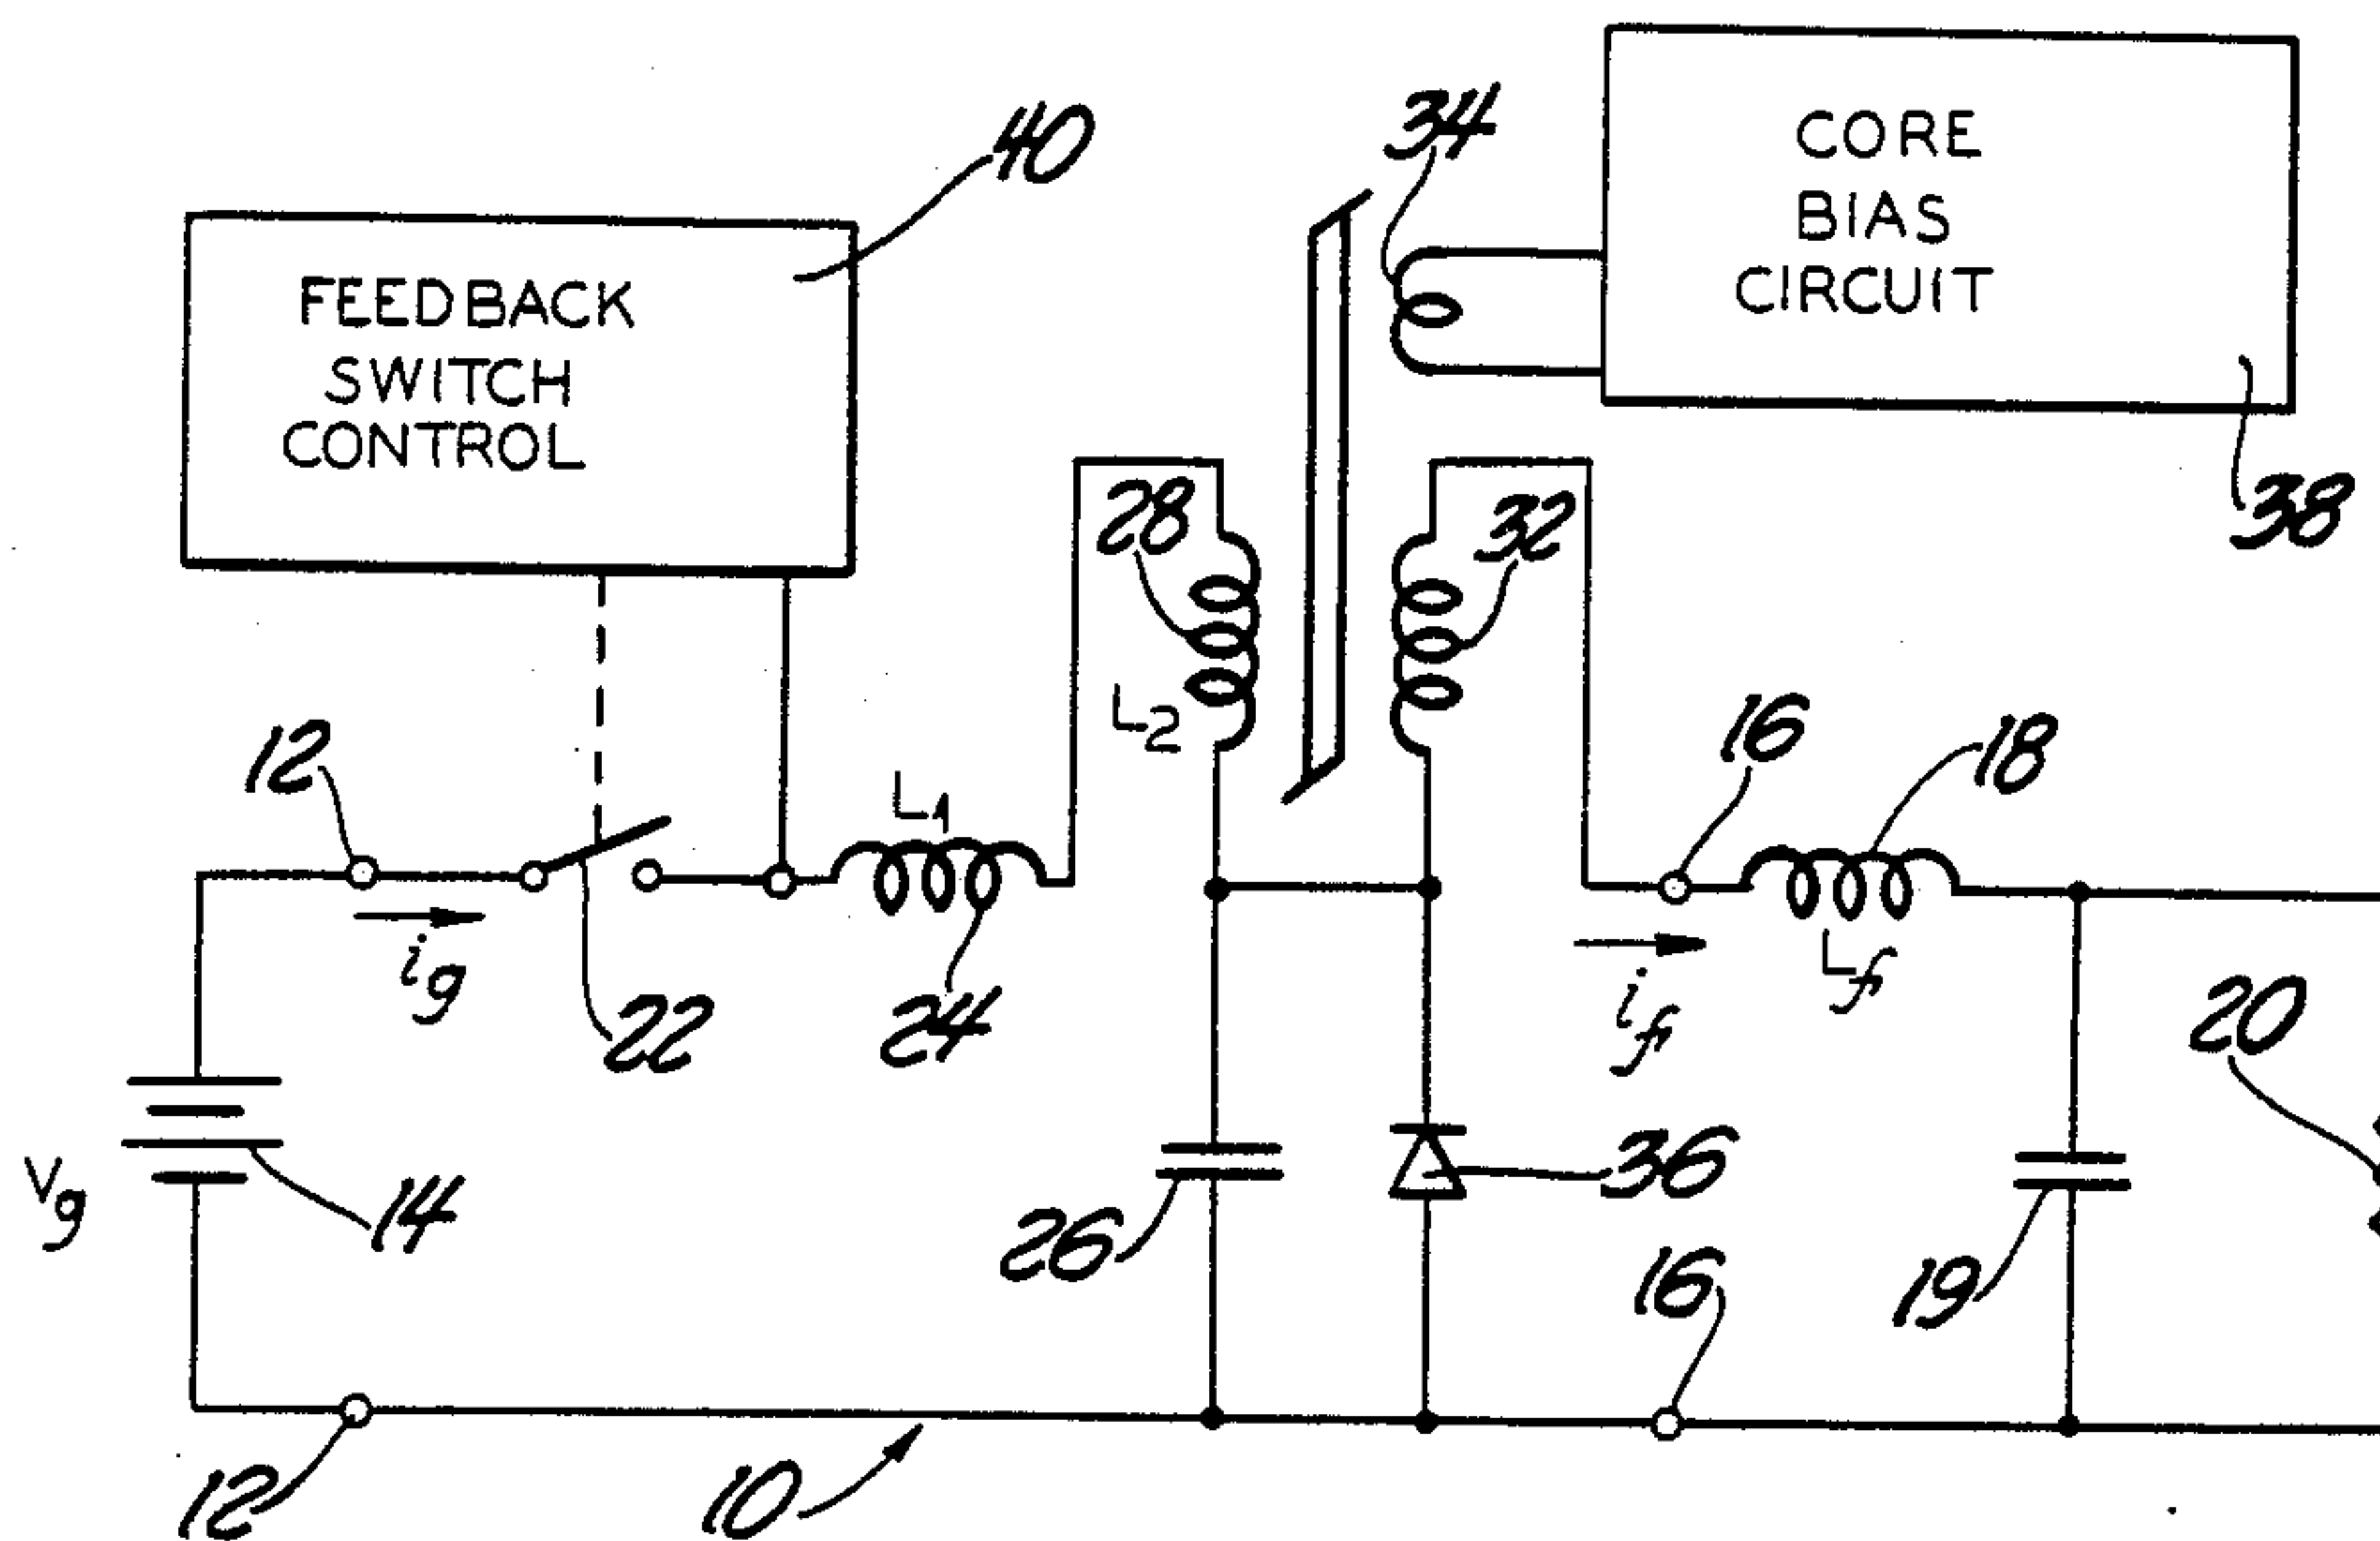 40
34
CORE
BIAS
CIRCUIT
FEEDBACK
SWITCH
CONTROL
38
28
32
L2
16
18
12
L1
ig
22
24
if
Lf
20
Vg
14
26
36
16
19
12
10